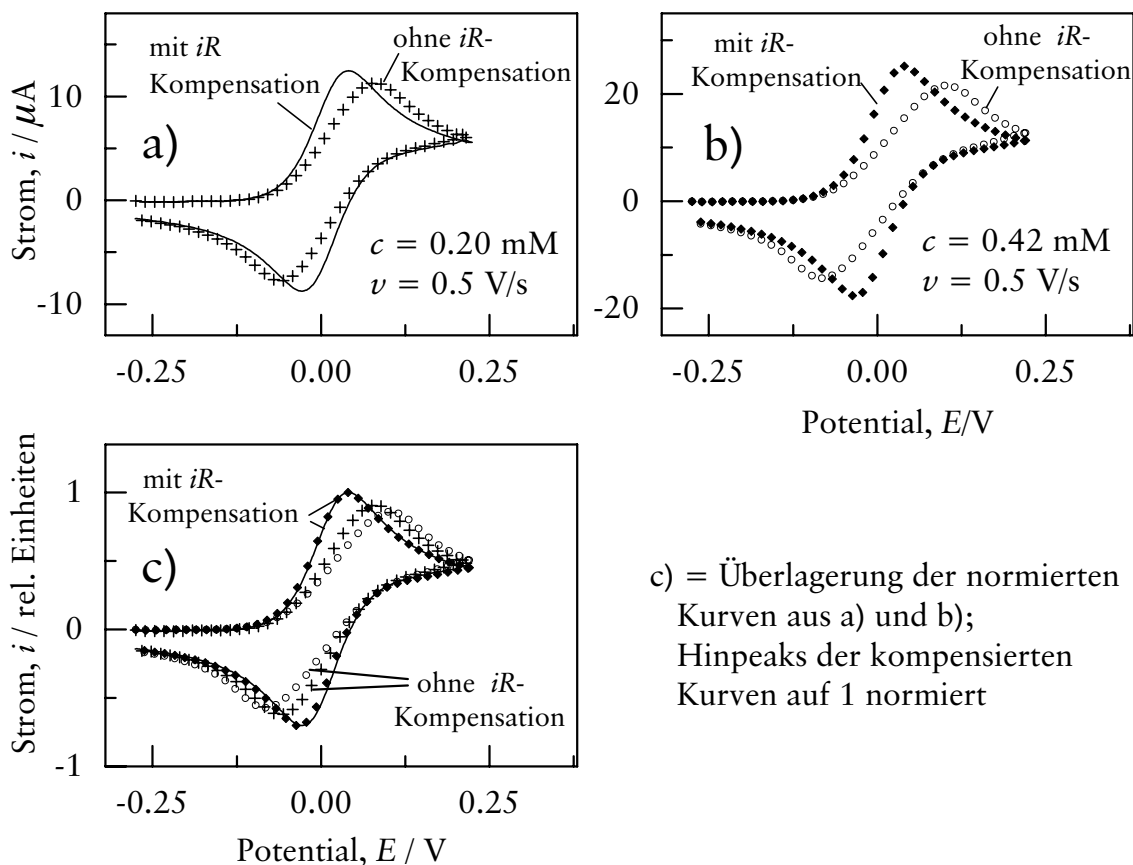 mit iR
Kompensation
ohne iR-
Kompensation
a)
c = 0.20 mM
v = 0.5 V/s
Strom, i / µA
10
0
-10
-0.25
0.00
0.25
mit iR-
Kompensation
ohne iR-
Kompensation
b)
c = 0.42 mM
v = 0.5 V/s
20
0
-20
-0.25
0.00
0.25
Potential, E/V
mit iR-
Kompensation
c)
ohne iR-
Kompensation
Strom, i / rel. Einheiten
1
0
-1
-0.25
0.00
0.25
Potential, E / V
c) = Überlagerung der normierten
Kurven aus a) und b);
Hinpeaks der kompensierten
Kurven auf 1 normiert